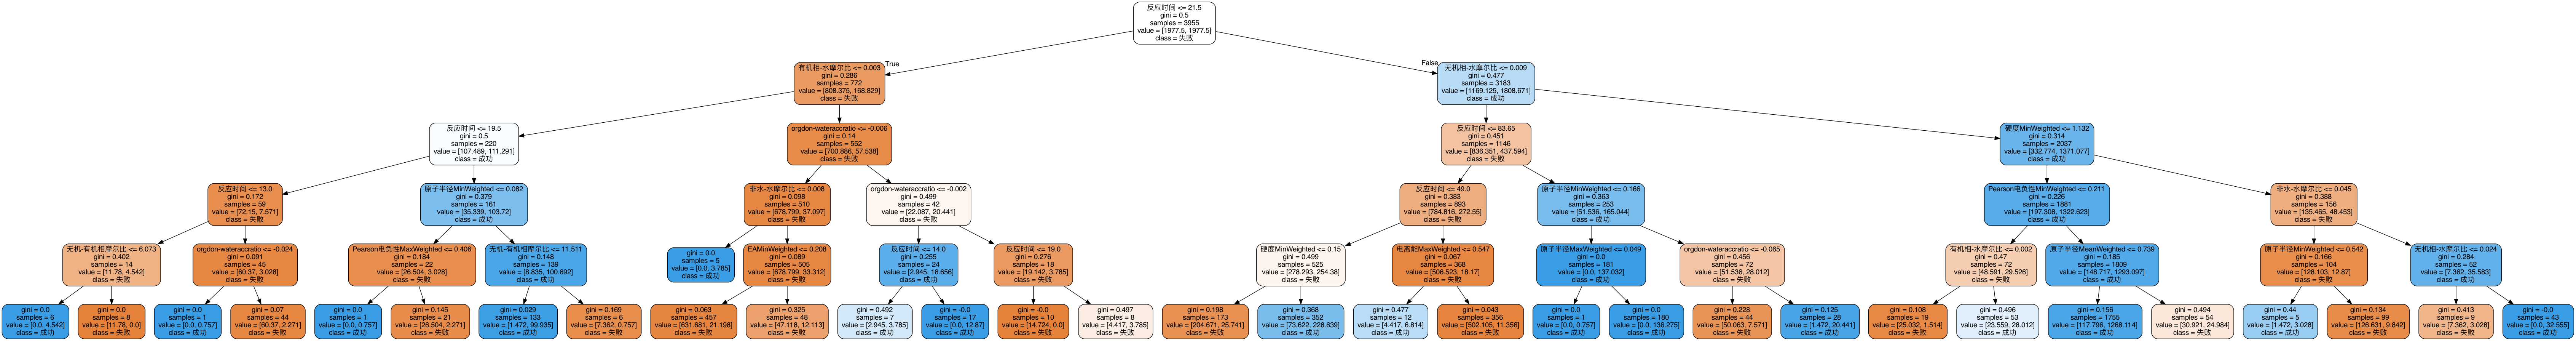 反应时间 <= 21.5
gini = 0.5
samples = 3955
value = [1977.5, 1977.5]
class = 失败
True
False
有机相-水摩尔比 <= 0.003
gini = 0.286
samples = 772
value = [808.375, 168.829]
class = 失败
无机相-水摩尔比 <= 0.009
gini = 0.477
samples = 3183
value = [1169.125, 1808.671]
class = 成功
反应时间 <= 19.5
gini = 0.5
samples = 220
value = [107.489, 111.291]
class = 成功
orgdon-wateraccratio <= -0.006
gini = 0.14
samples = 552
value = [700.886, 57.538]
class = 失败
反应时间 <= 83.65
gini = 0.451
samples = 1146
value = [836.351, 437.594]
class = 失败
硬度MinWeighted <= 1.132
gini = 0.314
samples = 2037
value = [332.774, 1371.077]
class = 成功
反应时间 <= 13.0
gini = 0.172
samples = 59
value = [72.15, 7.571]
class = 失败
原子半径MinWeighted <= 0.082
gini = 0.379
samples = 161
value = [35.339, 103.72]
class = 成功
非水-水摩尔比 <= 0.008
gini = 0.098
samples = 510
value = [678.799, 37.097]
class = 失败
orgdon-wateraccratio <= -0.002
gini = 0.499
samples = 42
value = [22.087, 20.441]
class = 失败
反应时间 <= 49.0
gini = 0.383
samples = 893
value = [784.816, 272.55]
class = 失败
原子半径MinWeighted <= 0.166
gini = 0.363
samples = 253
value = [51.536, 165.044]
class = 成功
Pearson电负性MinWeighted <= 0.211
gini = 0.226
samples = 1881
value = [197.308, 1322.623]
class = 成功
非水-水摩尔比 <= 0.045
gini = 0.388
samples = 156
value = [135.465, 48.453]
class = 失败
无机-有机相摩尔比 <= 6.073
gini = 0.402
samples = 14
value = [11.78, 4.542]
class = 失败
orgdon-wateraccratio <= -0.024
gini = 0.091
samples = 45
value = [60.37, 3.028]
class = 失败
Pearson电负性MaxWeighted <= 0.406
gini = 0.184
samples = 22
value = [26.504, 3.028]
class = 失败
无机-有机相摩尔比 <= 11.511
gini = 0.148
samples = 139
value = [8.835, 100.692]
class = 成功
gini = 0.0
samples = 5
value = [0.0, 3.785]
class = 成功
EAMinWeighted <= 0.208
gini = 0.089
samples = 505
value = [678.799, 33.312]
class = 失败
反应时间 <= 14.0
gini = 0.255
samples = 24
value = [2.945, 16.656]
class = 成功
反应时间 <= 19.0
gini = 0.276
samples = 18
value = [19.142, 3.785]
class = 失败
硬度MinWeighted <= 0.15
gini = 0.499
samples = 525
value = [278.293, 254.38]
class = 失败
电离能MaxWeighted <= 0.547
gini = 0.067
samples = 368
value = [506.523, 18.17]
class = 失败
原子半径MaxWeighted <= 0.049
gini = 0.0
samples = 181
value = [0.0, 137.032]
class = 成功
orgdon-wateraccratio <= -0.065
gini = 0.456
samples = 72
value = [51.536, 28.012]
class = 失败
有机相-水摩尔比 <= 0.002
gini = 0.47
samples = 72
value = [48.591, 29.526]
class = 失败
原子半径MeanWeighted <= 0.739
gini = 0.185
samples = 1809
value = [148.717, 1293.097]
class = 成功
原子半径MinWeighted <= 0.542
gini = 0.166
samples = 104
value = [128.103, 12.87]
class = 失败
无机相-水摩尔比 <= 0.024
gini = 0.284
samples = 52
value = [7.362, 35.583]
class = 成功
gini = 0.0
samples = 6
value = [0.0, 4.542]
class = 成功
gini = 0.0
samples = 8
value = [11.78, 0.0]
class = 失败
gini = 0.0
samples = 1
value = [0.0, 0.757]
class = 成功
gini = 0.07
samples = 44
value = [60.37, 2.271]
class = 失败
gini = 0.0
samples = 1
value = [0.0, 0.757]
class = 成功
gini = 0.145
samples = 21
value = [26.504, 2.271]
class = 失败
gini = 0.029
samples = 133
value = [1.472, 99.935]
class = 成功
gini = 0.169
samples = 6
value = [7.362, 0.757]
class = 失败
gini = 0.063
samples = 457
value = [631.681, 21.198]
class = 失败
gini = 0.325
samples = 48
value = [47.118, 12.113]
class = 失败
gini = 0.492
samples = 7
value = [2.945, 3.785]
class = 成功
gini = -0.0
samples = 17
value = [0.0, 12.87]
class = 成功
gini = -0.0
samples = 10
value = [14.724, 0.0]
class = 失败
gini = 0.497
samples = 8
value = [4.417, 3.785]
class = 失败
gini = 0.198
samples = 173
value = [204.671, 25.741]
class = 失败
gini = 0.368
samples = 352
value = [73.622, 228.639]
class = 成功
gini = 0.477
samples = 12
value = [4.417, 6.814]
class = 成功
gini = 0.043
samples = 356
value = [502.105, 11.356]
class = 失败
gini = 0.0
samples = 1
value = [0.0, 0.757]
class = 成功
gini = 0.0
samples = 180
value = [0.0, 136.275]
class = 成功
gini = 0.228
samples = 44
value = [50.063, 7.571]
class = 失败
gini = 0.125
samples = 28
value = [1.472, 20.441]
class = 成功
gini = 0.108
samples = 19
value = [25.032, 1.514]
class = 失败
gini = 0.496
samples = 53
value = [23.559, 28.012]
class = 成功
gini = 0.156
samples = 1755
value = [117.796, 1268.114]
class = 成功
gini = 0.494
samples = 54
value = [30.921, 24.984]
class = 失败
gini = 0.44
samples = 5
value = [1.472, 3.028]
class = 成功
gini = 0.134
samples = 99
value = [126.631, 9.842]
class = 失败
gini = 0.413
samples = 9
value = [7.362, 3.028]
class = 失败
gini = -0.0
samples = 43
value = [0.0, 32.555]
class = 成功